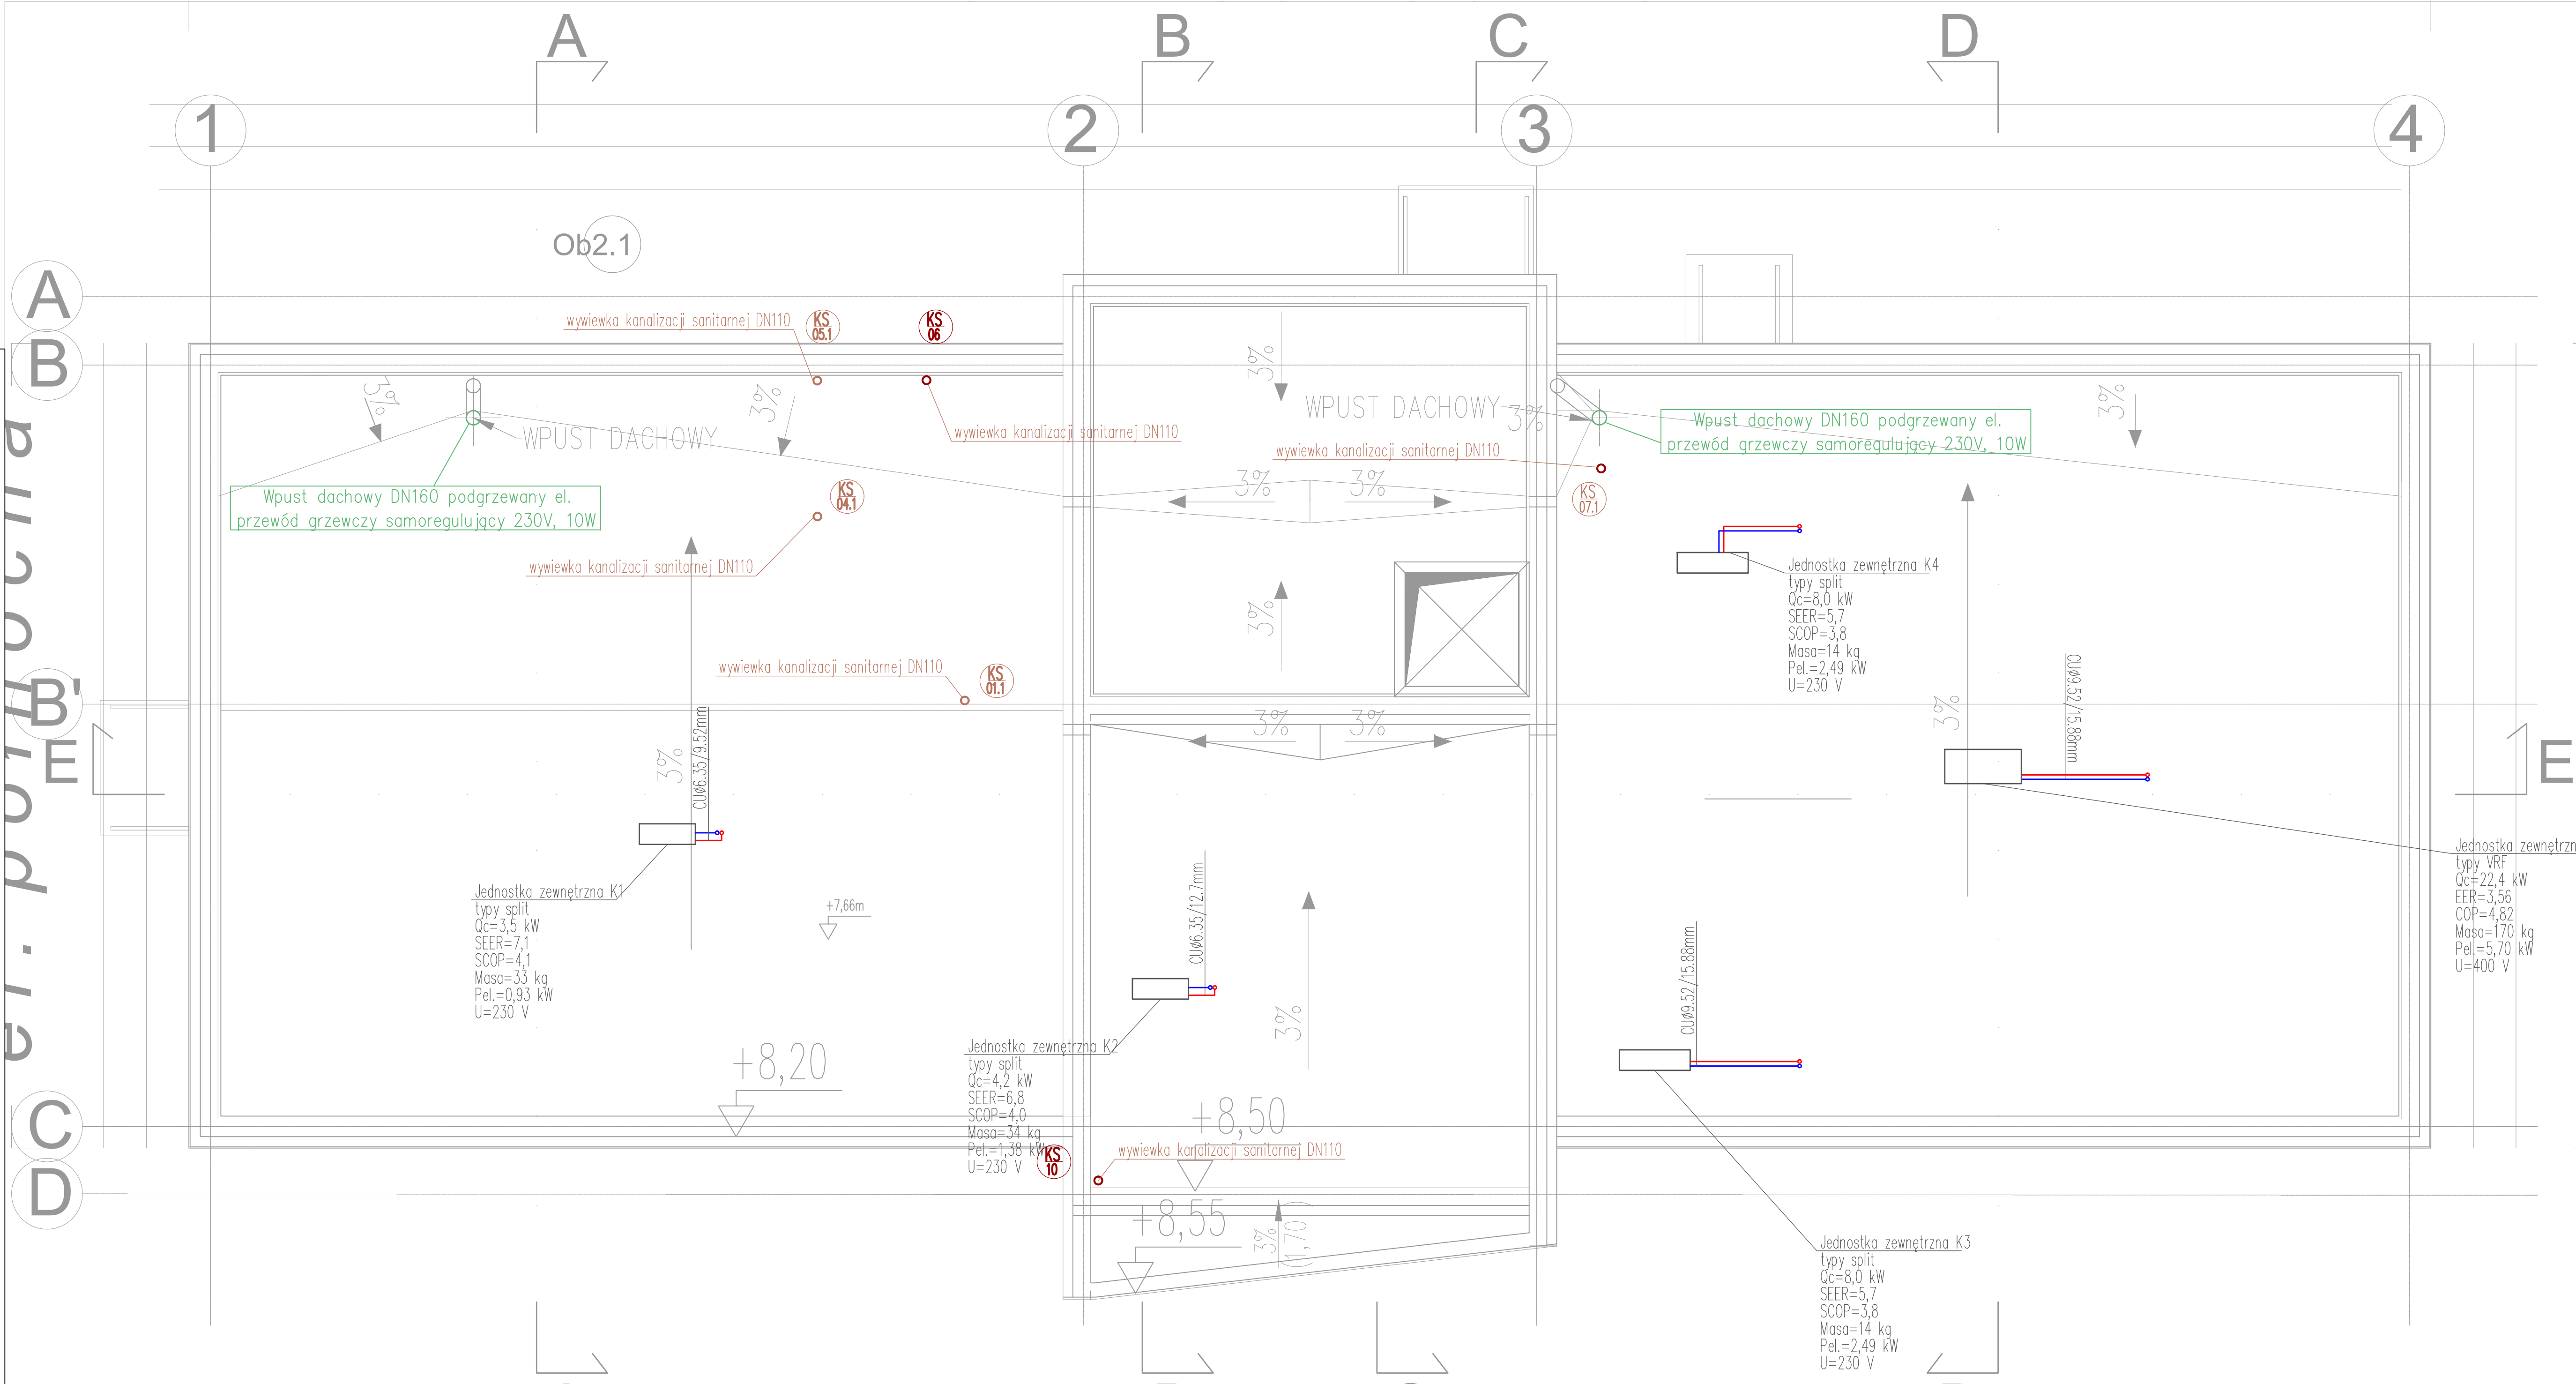 A
B
C
D
1
2
3
4
Ob2.1
A
B
B'
E
C
D
E
wywiewka kanalizacji sanitarnej DN110
KS
05.1
KS
06
3%
3%
WPUST DACHOWY
wywiewka kanalizacji sanitarnej DN110
Wpust dachowy DN160 podgrzewany el.
przewód grzewczy samoregulujący 230V, 10W
KS
04.1
wywiewka kanalizacji sanitarnej DN110
wywiewka kanalizacji sanitarnej DN110
KS
01.1
3%
CUø6.35/9.52mm
Jednostka zewnętrzna K1
typy split
Qc=3,5 kW
SEER=7,1
SCOP=4,1
Masa=33 kg
Pel.=0,93 kW
U=230 V
+7,66m
+8,20
3%
WPUST DACHOWY
3%
wywiewka kanalizacji sanitarnej DN110
KS
07.1
3%
3%
3%
3%
3%
CUø6.35/12.7mm
Jednostka zewnętrzna K2
typy split
Qc=4,2 kW
SEER=6,8
SCOP=4,0
Masa=34 kg
Pel.=1,38 kW
U=230 V
KS
10
wywiewka kanalizacji sanitarnej DN110
3%
+8,50
+8,55
3%
(1,70°)
Wpust dachowy DN160 podgrzewany el.
przewód grzewczy samoregulujący 230V, 10W
3%
Jednostka zewnętrzna K4
typy split
Qc=8,0 kW
SEER=5,7
SCOP=3,8
Masa=14 kg
Pel.=2,49 kW
U=230 V
3%
CUø9.52/15.88mm
Jednostka zewnętrzn
typy VRF
Qc=22,4 kW
EER=3,56
COP=4,82
Masa=170 kg
Pel.=5,70 kW
U=400 V
CUø9.52/15.88mm
Jednostka zewnętrzna K3
typy split
Qc=8,0 kW
SEER=5,7
SCOP=3,8
Masa=14 kg
Pel.=2,49 kW
U=230 V